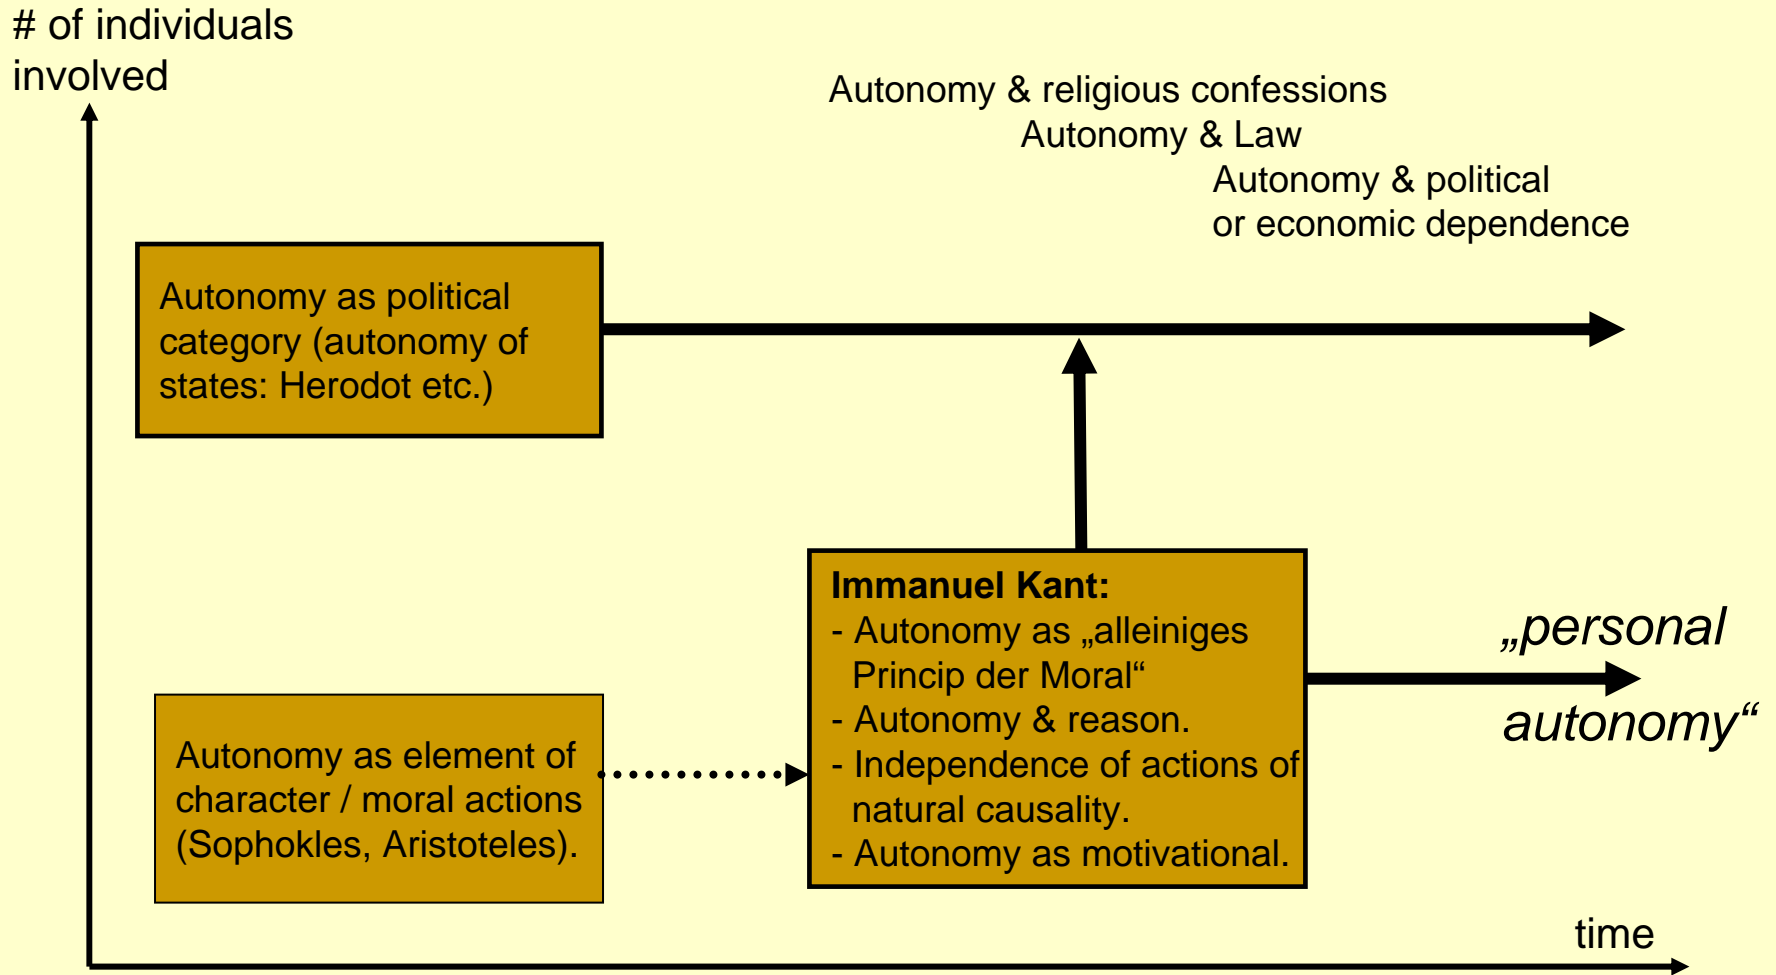 # of individuals
involved
Autonomy & religious confessions
Autonomy & Law
Autonomy & political
or economic dependence
Autonomy as political
category (autonomy of
states: Herodot etc.)
Immanuel Kant:
- Autonomy as „alleiniges
Princip der Moral“
- Autonomy & reason.
- Independence of actions of
natural causality.
- Autonomy as motivational.
„personal
autonomy“
Autonomy as element of
character / moral actions
(Sophokles, Aristoteles).
time